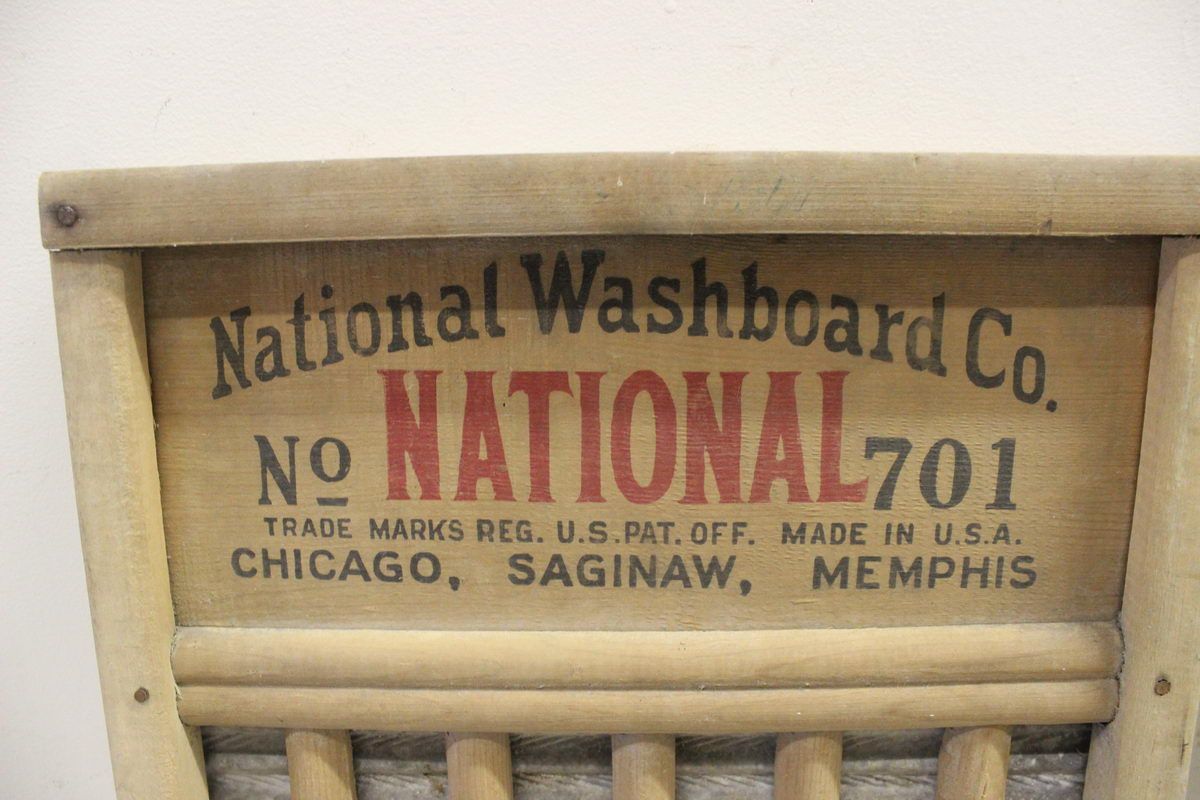 National Washboard Co.
No NATIONAL 701
TRADE MARKS REG. U.S. PAT. OFF. MADE IN U.S.A.
CHICAGO, SAGINAW, MEMPHIS